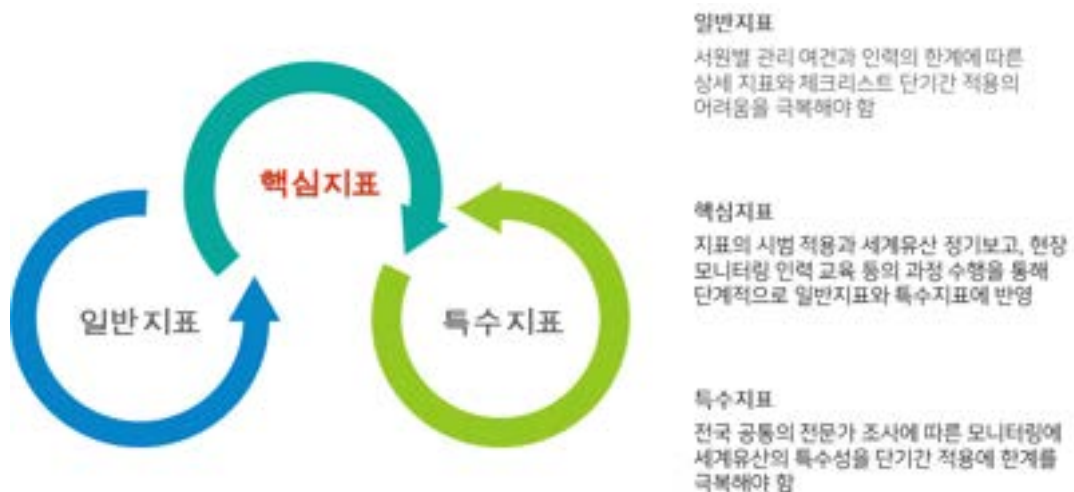 핵심지표
일반지표
특수지표
일반지표
서원별 관리 여건과 인력의 한계에 따른
상세 지표와 체크리스트 단기간 적용의
어려움을 극복해야 함
핵심지표
지표의 시범 적용과 세계유산 정기보고, 현장
모니터링 인력 교육 등의 과정 수행을 통해
단계적으로 일반지표와 특수지표에 반영
특수지표
전국 공통의 전문가 조사에 따른 모니터링에
세계유산의 특수성을 단기간 적용에 한계를
극복해야 함